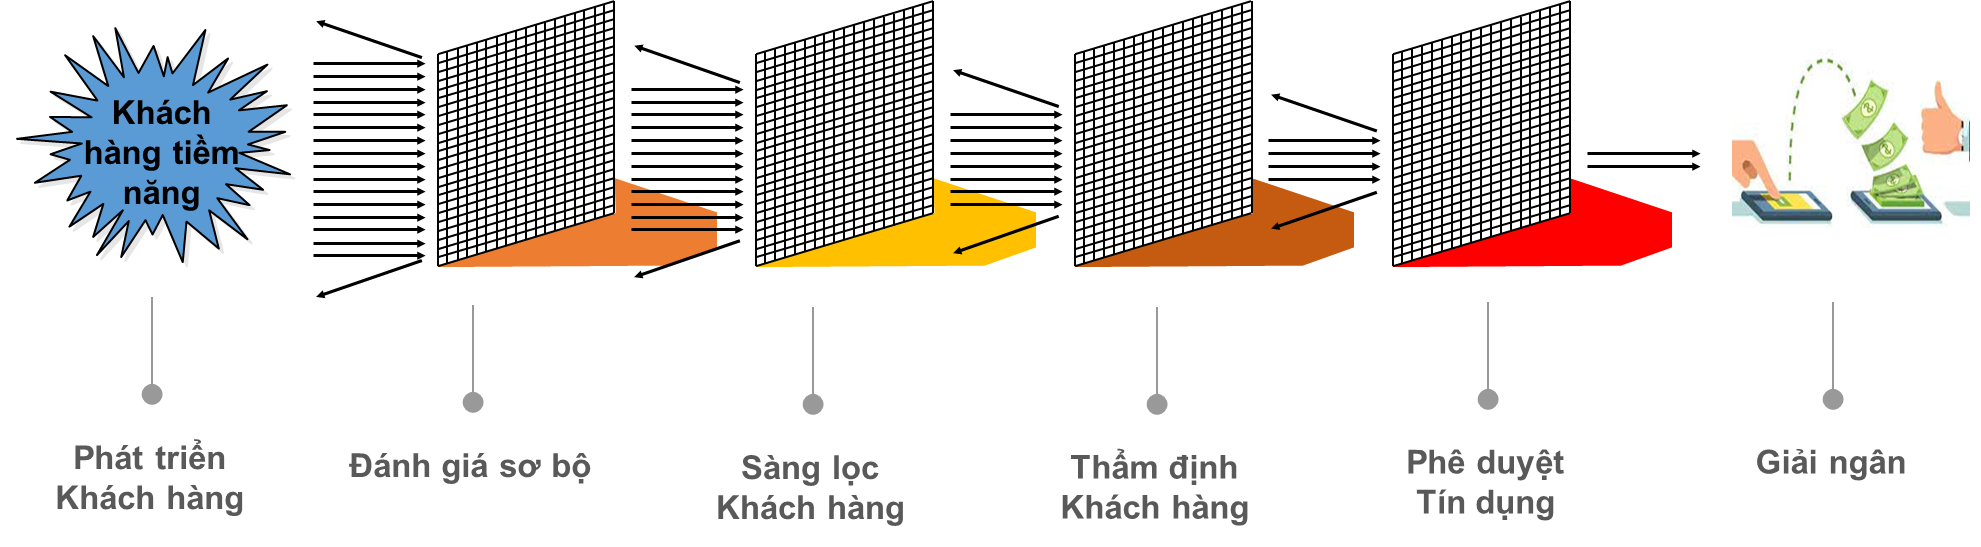 Khách
hàng tiềm
năng
Phát triển
Khách hàng
Đánh giá sơ bộ
Sàng lọc
Khách hàng
Thẩm định
Khách hàng
Phê duyệt
Tín dụng
Giải ngân